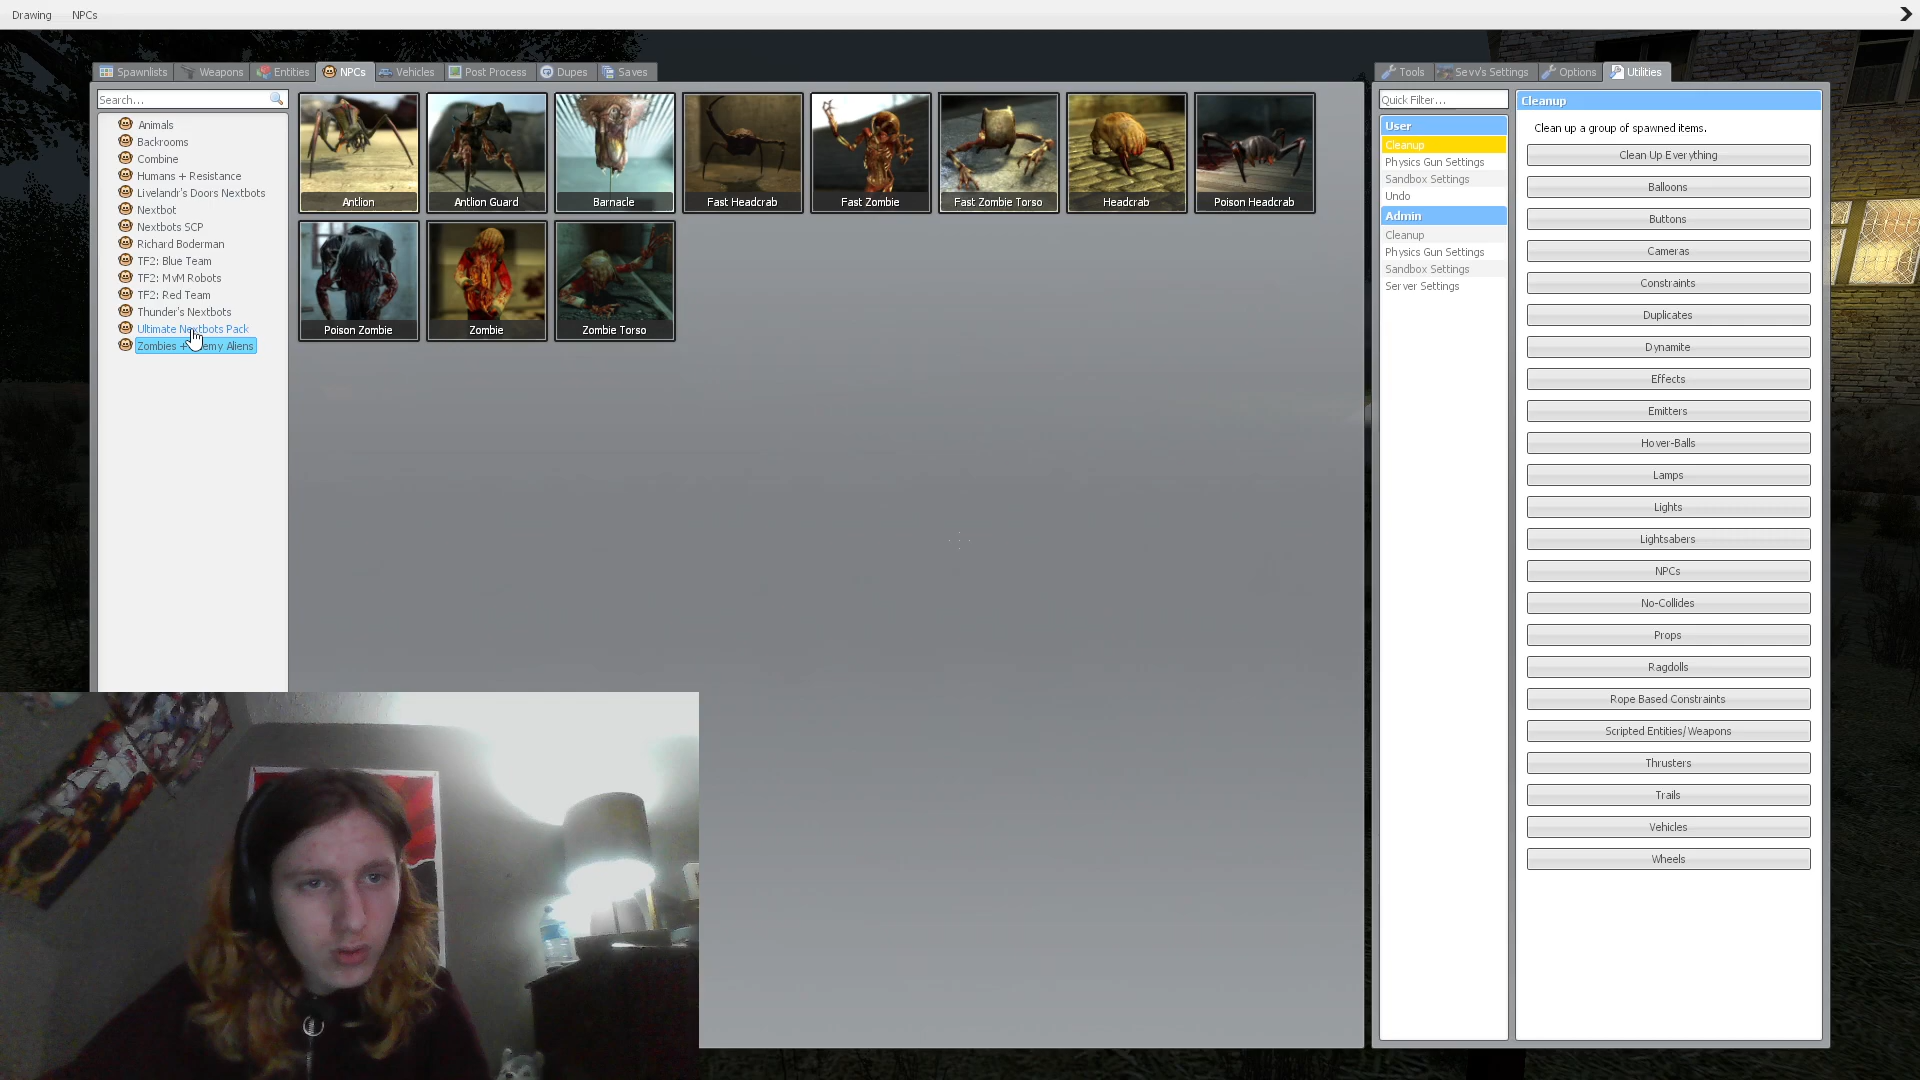 Drawing NPCs
Spawnlists Weapons Entities NPCs Vehicles Post Process Dupes Saves
Search...
Animals
Backrooms
Combine
Humans + Resistance
Livelandr's Doors Nextbots
Nextbot
Nextbots SCP
Richard Boderman
TF2: Blue Team
TF2: MvM Robots
TF2: Red Team
Thunder's Nextbots
Ultimate Nextbots Pack
Zombies + Enemy Aliens
Antlion
Antlion Guard
Barnacle
Fast Headcrab
Fast Zombie
Fast Zombie Torso
Headcrab
Poison Headcrab
Poison Zombie
Zombie
Zombie Torso
Tools Sevv's Settings Options Utilities
Quick Filter...
User
Cleanup
Physics Gun Settings
Sandbox Settings
Undo
Admin
Cleanup
Physics Gun Settings
Sandbox Settings
Server Settings
Cleanup
Clean up a group of spawned items.
Clean Up Everything
Balloons
Buttons
Cameras
Constraints
Duplicates
Dynamite
Effects
Emitters
Hover-Balls
Lamps
Lights
Lightsabers
NPCs
No-Collides
Props
Ragdolls
Rope Based Constraints
Scripted Entities/Weapons
Thrusters
Trails
Vehicles
Wheels